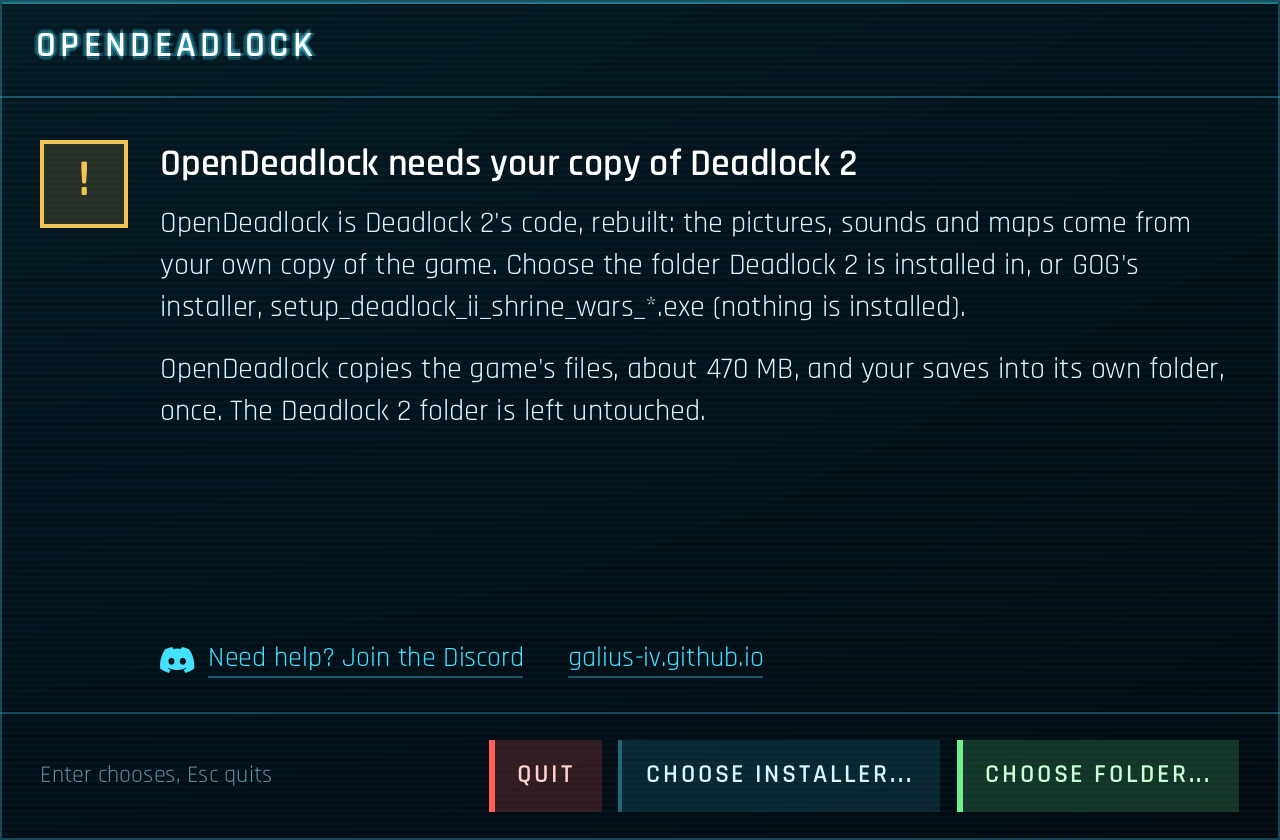 OPENDEADLOCK
!
OpenDeadlock needs your copy of Deadlock 2
OpenDeadlock is Deadlock 2's code, rebuilt: the pictures, sounds and maps come from
your own copy of the game. Choose the folder Deadlock 2 is installed in, or GOG's
installer, setup_deadlock_ii_shrine_wars_*.exe (nothing is installed).
OpenDeadlock copies the game's files, about 470 MB, and your saves into its own folder,
once. The Deadlock 2 folder is left untouched.
Need help? Join the Discord galius-iv.github.io
Enter chooses, Esc quits QUIT CHOOSE INSTALLER... CHOOSE FOLDER...